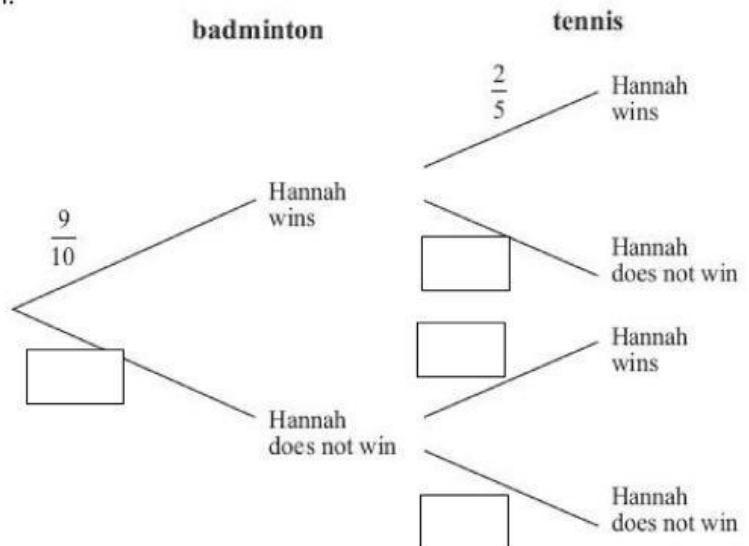 badminton
tennis
2
5
Hannah
wins
Hannah
wins
9
10
Hannah
does not win
Hannah
wins
Hannah
does not win
Hannah
does not win